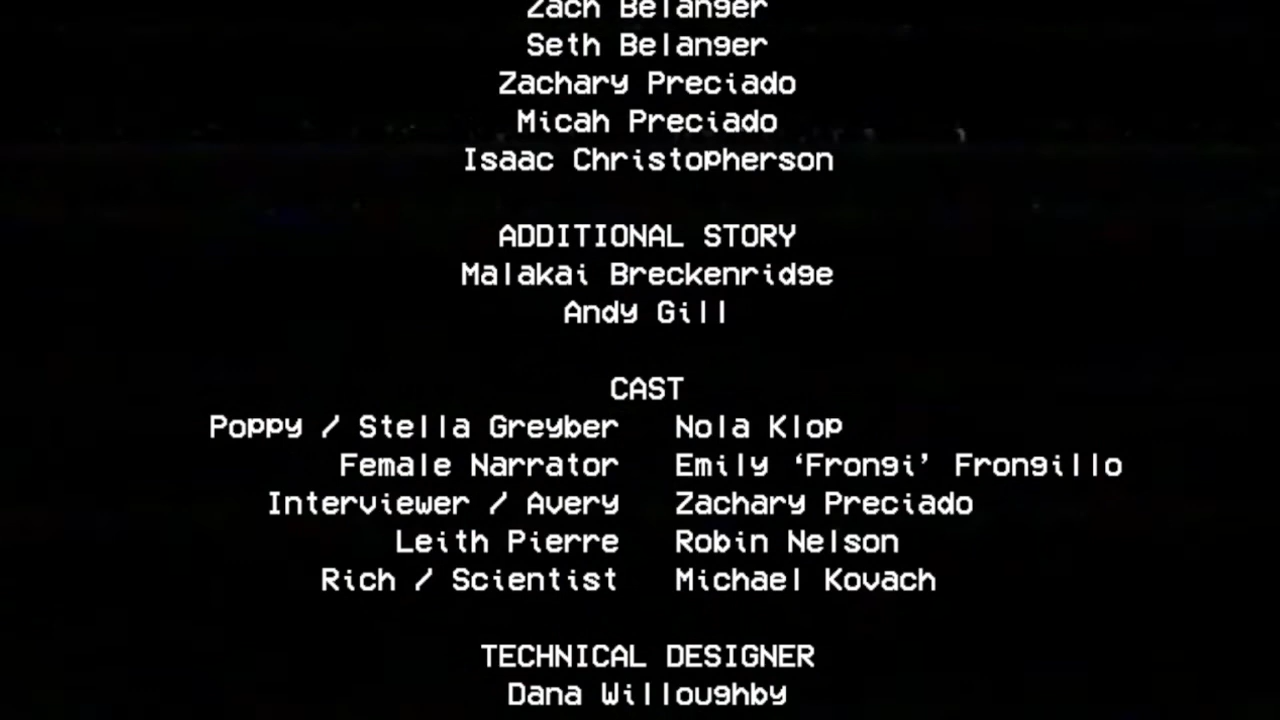 Zach Belanger
Seth Belanger
Zachary Preciado
Micah Preciado
Isaac Christopherson
ADDITIONAL STORY
Malakai Breckenridge
Andy Gill
CAST
Poppy / Stella Greyber Nola Klop
Female Narrator Emily ‘Frongi’ Frongillo
Interviewer / Avery Zachary Preciado
Leith Pierre Robin Nelson
Rich / Scientist Michael Kovach
TECHNICAL DESIGNER
Dana Willoughby